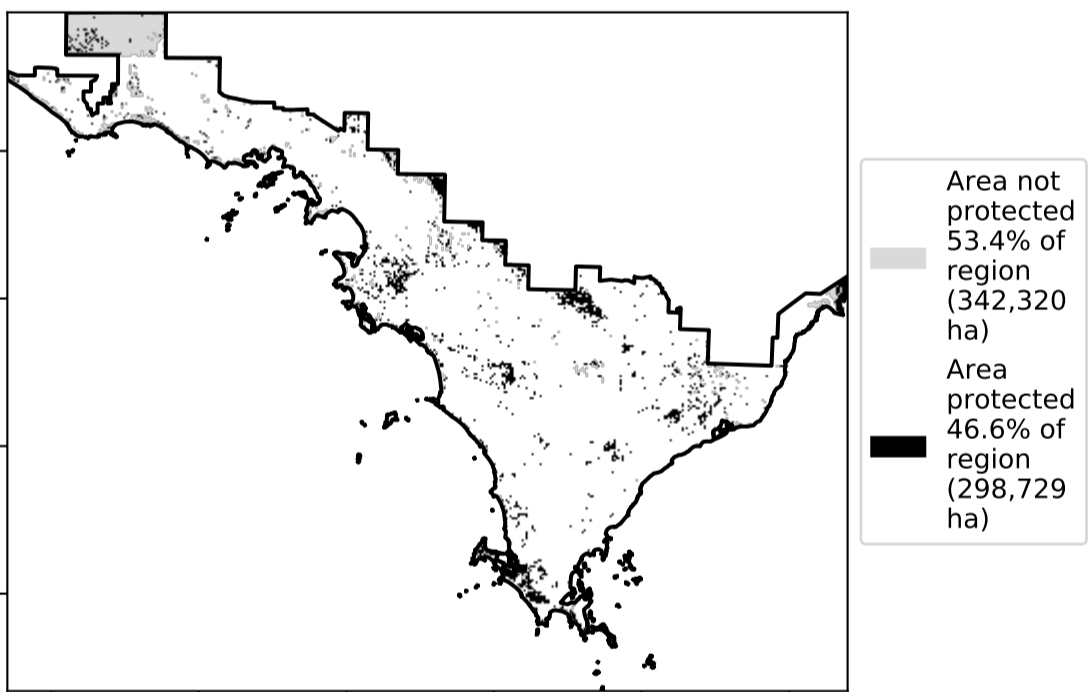 Area not
protected
53.4% of
region
(342,320
ha)
Area
protected
46.6% of
region
(298,729
ha)